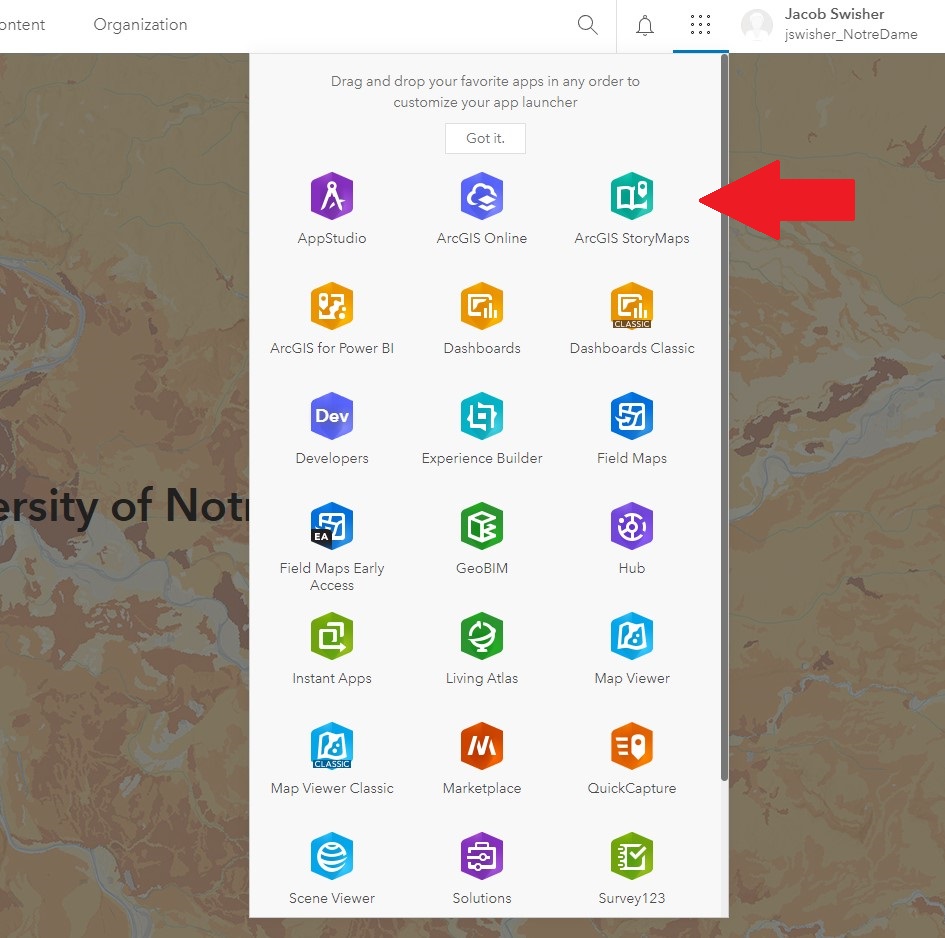 ontent
Organization
Jacob Swisher
jswisher_NotreDame
Drag and drop your favorite apps in any order to
customize your app launcher
Got it.
AppStudio
ArcGIS Online
ArcGIS StoryMaps
ArcGIS for Power BI
Dashboards
CLASSIC
Dashboards Classic
Dev
Developers
Experience Builder
Field Maps
ersity of Notr
EA
Field Maps Early
Access
GeoBIM
Hub
Instant Apps
Living Atlas
Map Viewer
CLASSIC
Map Viewer Classic
Marketplace
QuickCapture
Scene Viewer
Solutions
Survey123